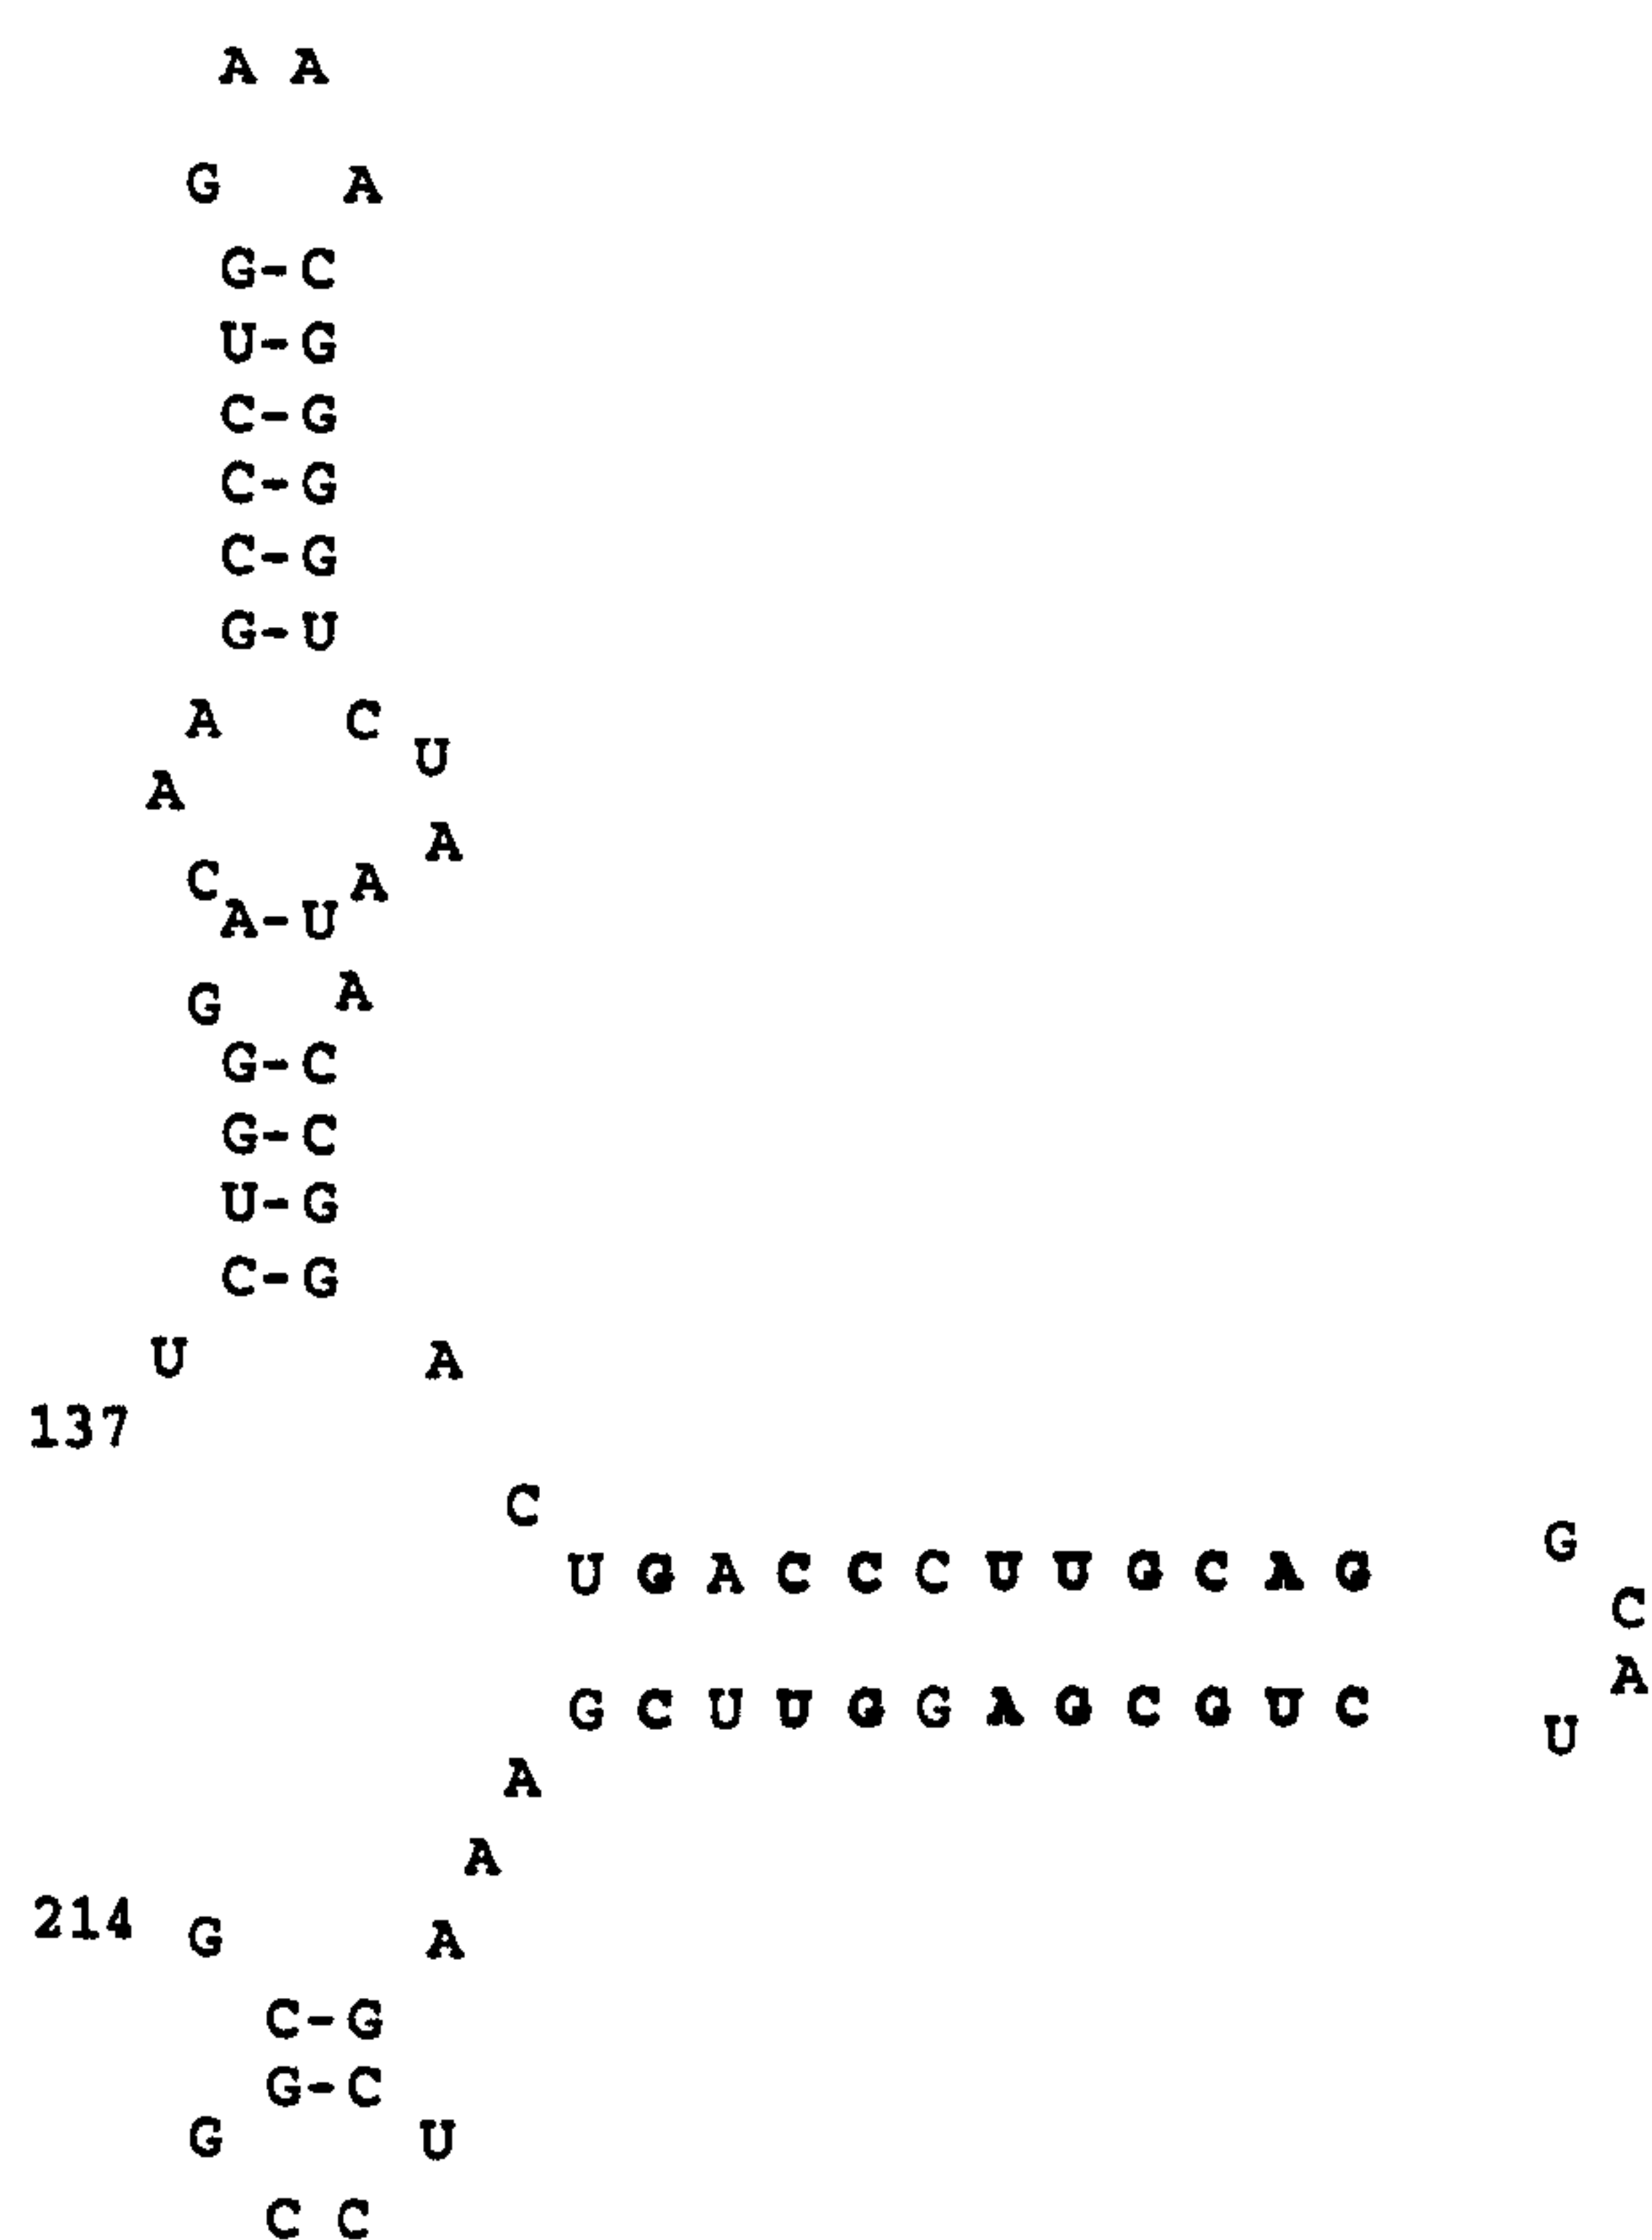 A A
G A
G-C
U-G
C-G
C-G
C-G
G-U
A C
U
A
A
C A
A-U
A
G
G-C
G-C
U-G
C-G
U A
137
C
G
U G A C C C U U G C A G
C
A
G C U U G G A G C G U C
U
A
A
214 G A
C-G
G-C
G U
C C